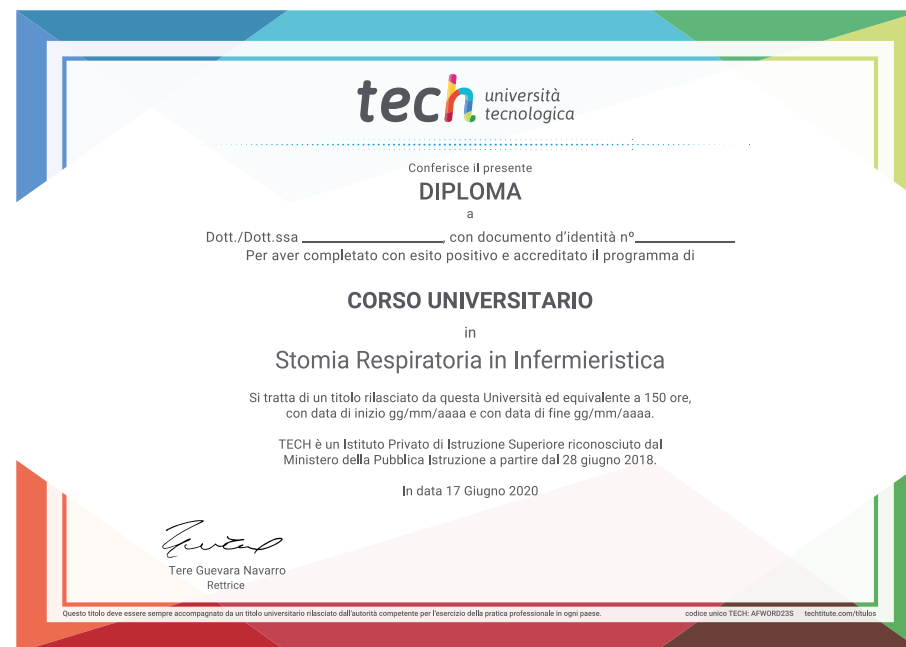 tech università
tecnologica
Conferisce il presente
DIPLOMA
a
Dott./Dott.ssa ____________________, con documento d'identità nº______________
Per aver completato con esito positivo e accreditato il programma di
CORSO UNIVERSITARIO
in
Stomia Respiratoria in Infermieristica
Si tratta di un titolo rilasciato da questa Università ed equivalente a 150 ore,
con data di inizio gg/mm/aaaa e con data di fine gg/mm/aaaa.
TECH è un Istituto Privato di Istruzione Superiore riconosciuto dal
Ministero della Pubblica Istruzione a partire dal 28 giugno 2018.
In data 17 Giugno 2020
Tere Guevara Navarro
Rettrice
Questo titolo deve essere sempre accompagnato da un titolo universitario rilasciato dall'autorità competente per l'esercizio della pratica professionale in ogni paese. codice unico TECH: AFWORD23S techtitute.com/títulos